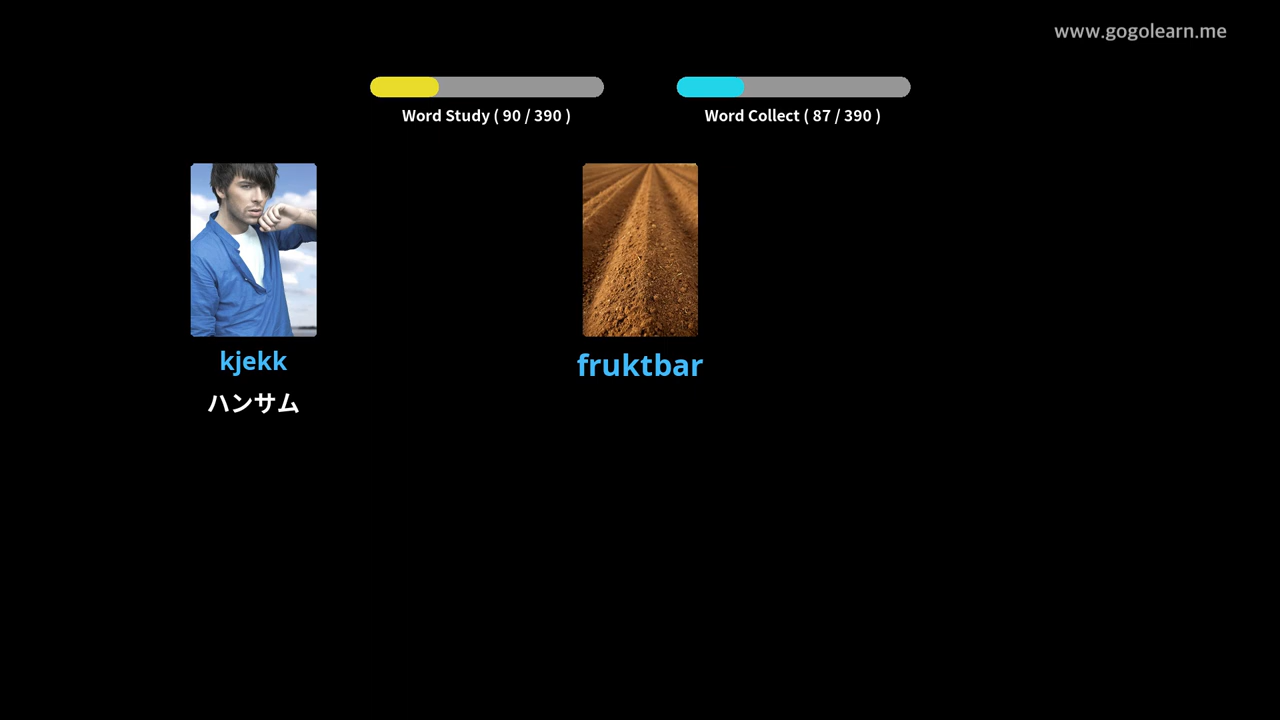 www.gogolearn.me
Word Study ( 90 / 390 )
Word Collect ( 87 / 390 )
kjekk
ハンサム
fruktbar